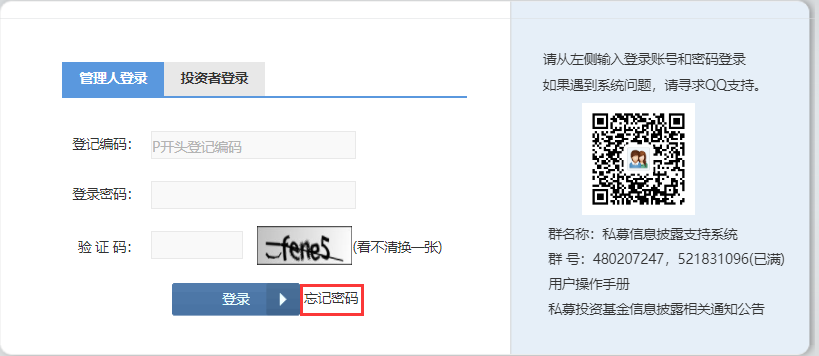 管理人登录
投资者登录
登记编码：
P开头登记编码
登录密码：
验 证 码：
fene5
(看不清换一张)
登录
忘记密码
请从左侧输入登录账号和密码登录
如果遇到系统问题，请寻求QQ支持。
群名称：私募信息披露支持系统
群 号：480207247，521831096(已满)
用户操作手册
私募投资基金信息披露相关通知公告